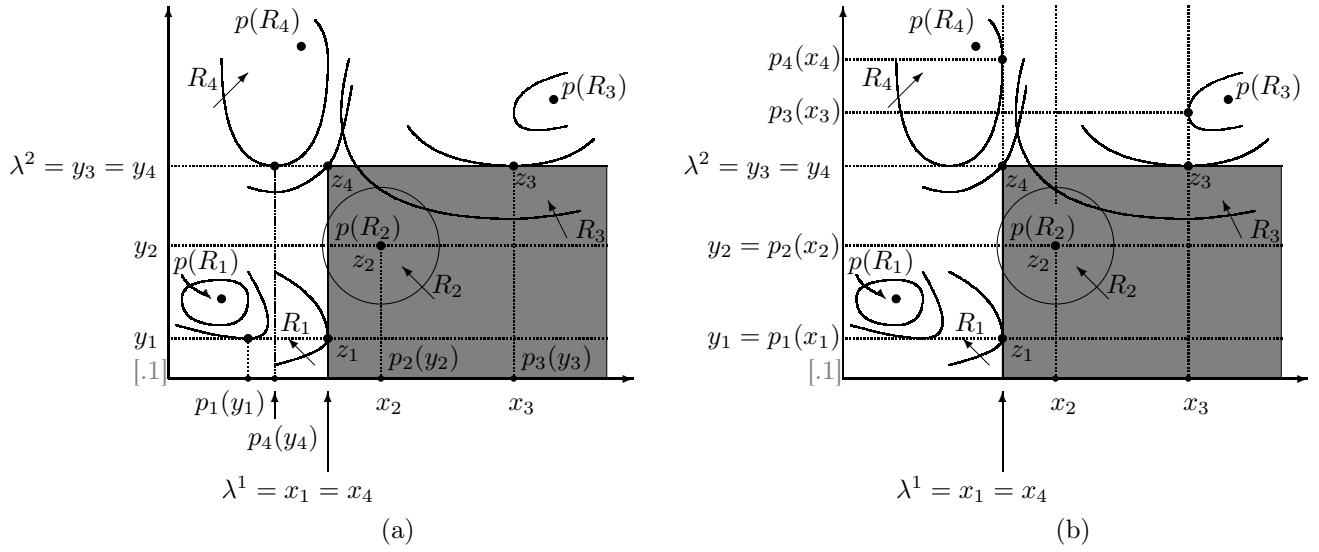 p(R₄)
R₄
p(R₃)
λ² = y₃ = y₄
z₄
z₃
p(R₂)
R₃
y₂
z₂
p(R₁)
R₂
R₁
y₁
z₁
p₂(y₂)
p₃(y₃)
[.1]
p₁(y₁)
x₂
x₃
p₄(y₄)
λ¹ = x₁ = x₄
(a)
p(R₄)
p₄(x₄)
R₄
p(R₃)
p₃(x₃)
λ² = y₃ = y₄
z₄
z₃
p(R₂)
R₃
y₂ = p₂(x₂)
z₂
p(R₁)
R₂
R₁
y₁ = p₁(x₁)
z₁
[.1]
x₂
x₃
λ¹ = x₁ = x₄
(b)